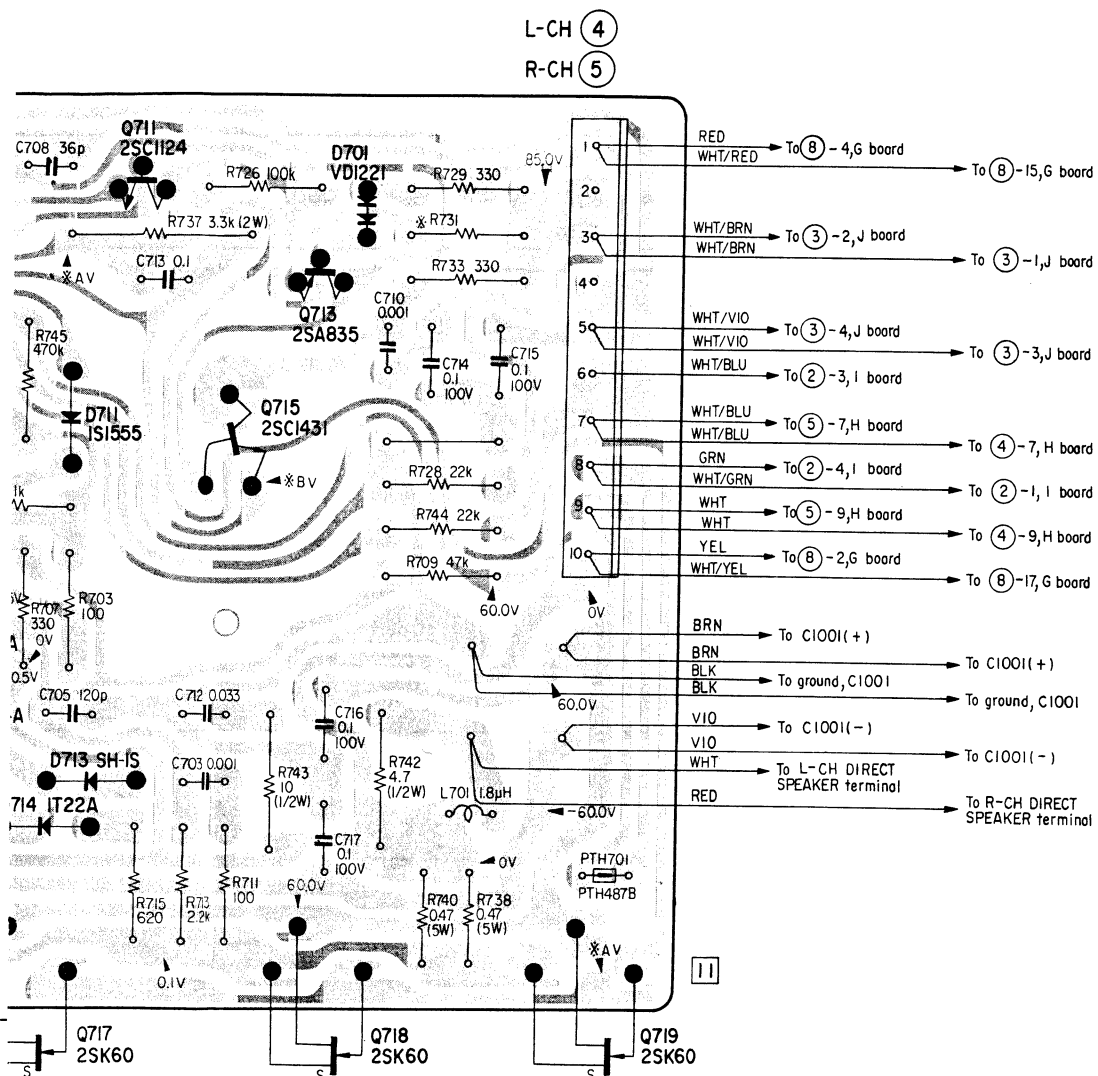 L-CH 4
R-CH 5
Q711
2SC1124
C708 36p
D701
VD1221
R726 100k
R729 330
85.0V
R737 3.3k (2W)
※R731
※AV
C713 0.1
R733 330
Q713
2SA835
C710
0.001
R745
470k
C714
0.1
100V
C715
0.1
100V
D711
1S1555
Q715
2SC1431
※BV
R728 22k
1k
R744 22k
R709 47k
60.0V
0V
R707
330
0V
R703
100
0.5V
C705 120p
C712 0.033
-A
C716
0.1
100V
60.0V
D713 SH-1S
C703 0.001
R743
10
(1/2W)
R742
4.7
(1/2W)
714 1T22A
L701 1.8μH
-60.0V
C717
0.1
100V
0V
PTH701
PTH487B
R715
620
R713
2.2k
R711
100
60.0V
R740
0.47
(5W)
R738
0.47
(5W)
※AV
0.1V
11
Q717
2SK60
S
Q718
2SK60
S
Q719
2SK60
S
1 RED To 8 -4, G board
WHT/RED To 8 -15, G board
2
3 WHT/BRN To 3 -2, J board
WHT/BRN To 3 -1, J board
4
5 WHT/VIO To 3 -4, J board
WHT/VIO To 3 -3, J board
6 WHT/BLU To 2 -3, I board
7 WHT/BLU To 5 -7, H board
WHT/BLU To 4 -7, H board
8 GRN To 2 -4, I board
WHT/GRN To 2 -1, I board
9 WHT To 5 -9, H board
WHT To 4 -9, H board
10 YEL To 8 -2, G board
WHT/YEL To 8 -17, G board
BRN To C1001(+)
BRN To C1001(+)
BLK To ground, C1001
BLK To ground, C1001
VIO To C1001(-)
VIO To C1001(-)
WHT To L-CH DIRECT
SPEAKER terminal
RED To R-CH DIRECT
SPEAKER terminal